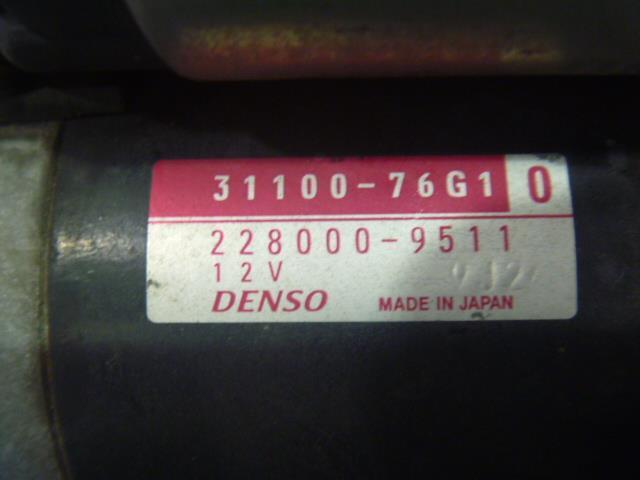 31100-76G1 0
228000-9511
12V
DENSO MADE IN JAPAN